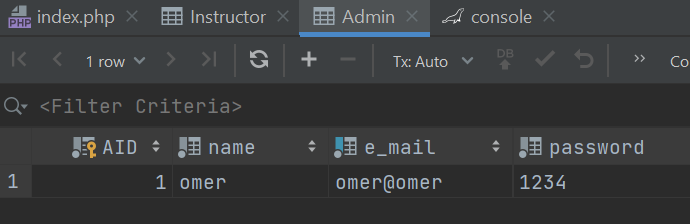 PHP index.php Instructor Admin console
1 row Tx: Auto DB Co
<Filter Criteria>
AID name e_mail password
1 1 omer omer@omer 1234